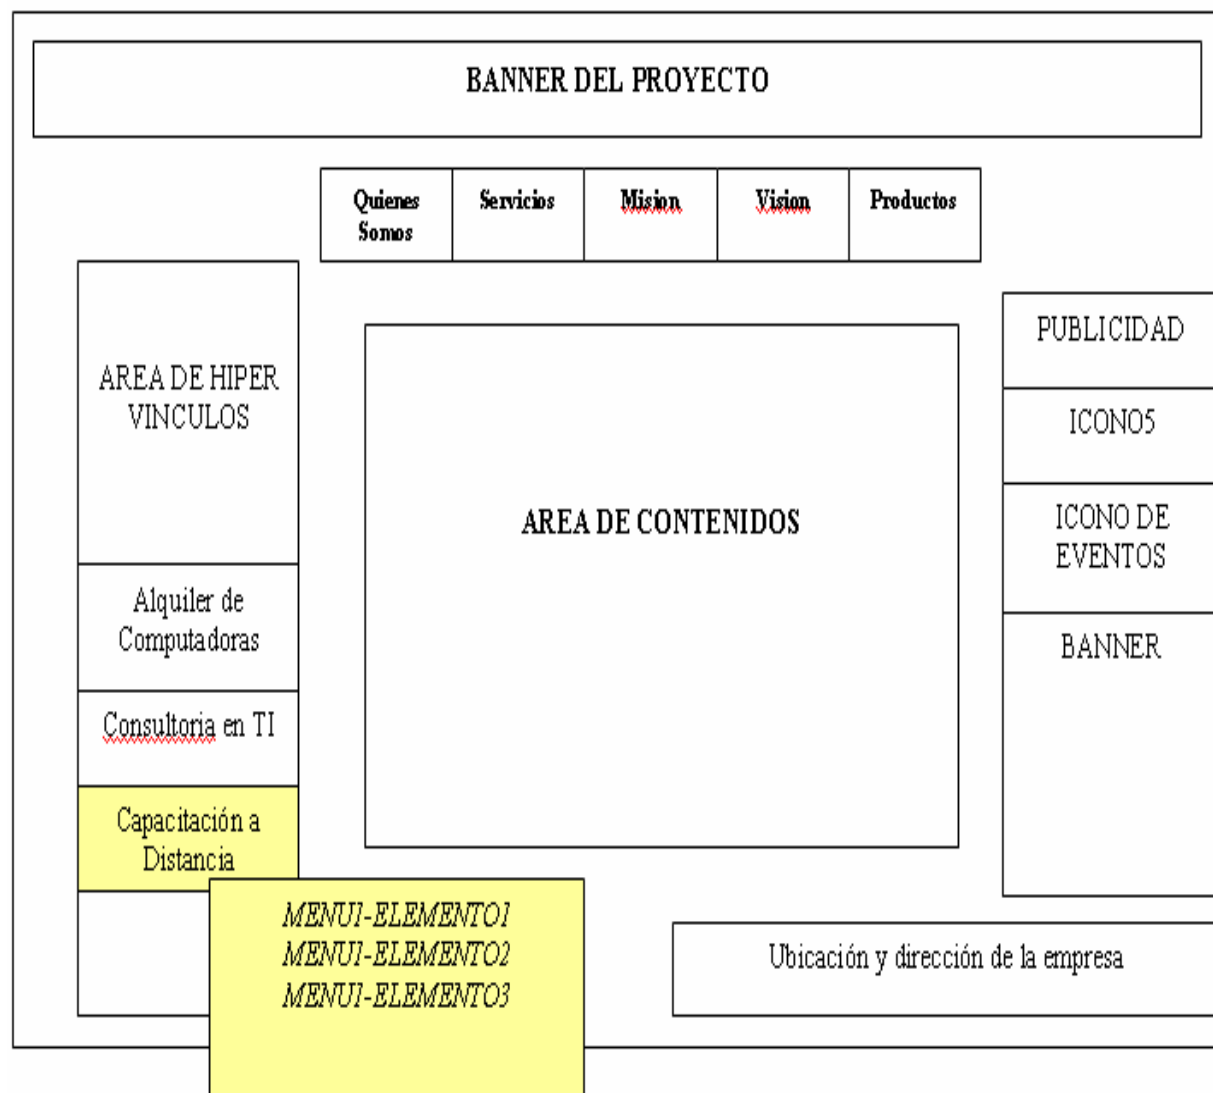 BANNER DEL PROYECTO
Quienes
Somos
Servicios
Mision
Vision
Productos
AREA DE HIPER
VINCULOS
Alquiler de
Computadoras
Consultoria en TI
Capacitación a
Distancia
MENU1-ELEMENTO1
MENU1-ELEMENTO2
MENU1-ELEMENTO3
AREA DE CONTENIDOS
PUBLICIDAD
ICONO5
ICONO DE
EVENTOS
BANNER
Ubicación y dirección de la empresa